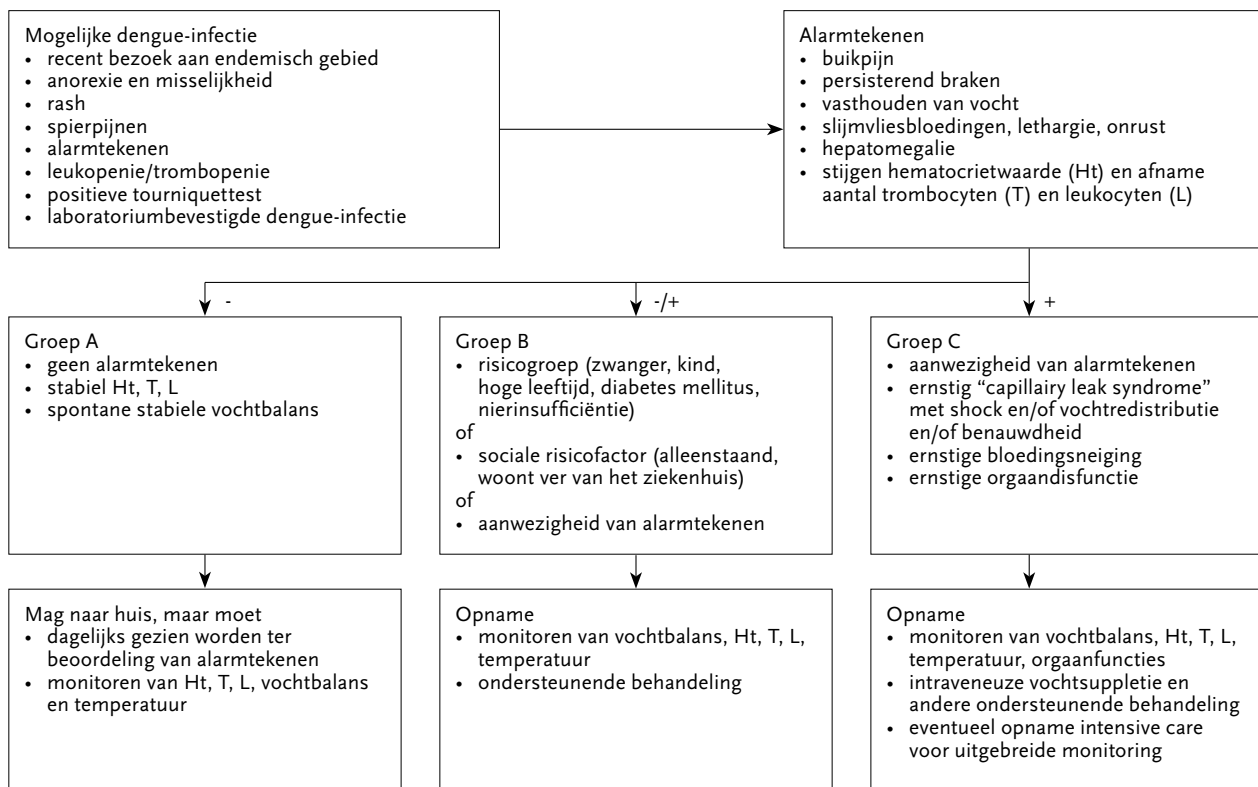 Mogelijke dengue-infectie
• recent bezoek aan endemisch gebied
• anorexie en misselijkheid
• rash
• spierpijnen
• alarmtekenen
• leukopenie/trombopenie
• positieve tourniquettest
• laboratoriumbevestigde dengue-infectie
Alarmtekenen
• buikpijn
• persisterend braken
• vasthouden van vocht
• slijmvliesbloedingen, lethargie, onrust
• hepatomegalie
• stijgen hematocrietwaarde (Ht) en afname
aantal trombocyten (T) en leukocyten (L)
-
-/+
+
Groep A
• geen alarmtekenen
• stabiel Ht, T, L
• spontane stabiele vochtbalans
Groep B
• risicogroep (zwanger, kind,
hoge leeftijd, diabetes mellitus,
nierinsufficiëntie)
of
• sociale risicofactor (alleenstaand,
woont ver van het ziekenhuis)
of
• aanwezigheid van alarmtekenen
Groep C
• aanwezigheid van alarmtekenen
• ernstig “capillairy leak syndrome”
met shock en/of vochtredistributie
en/of benauwdheid
• ernstige bloedingsneiging
• ernstige orgaandisfunctie
Mag naar huis, maar moet
• dagelijks gezien worden ter
beoordeling van alarmtekenen
• monitoren van Ht, T, L, vochtbalans
en temperatuur
Opname
• monitoren van vochtbalans, Ht, T, L,
temperatuur
• ondersteunende behandeling
Opname
• monitoren van vochtbalans, Ht, T, L,
temperatuur, orgaanfuncties
• intraveneuze vochtsuppletie en
andere ondersteunende behandeling
• eventueel opname intensive care
voor uitgebreide monitoring